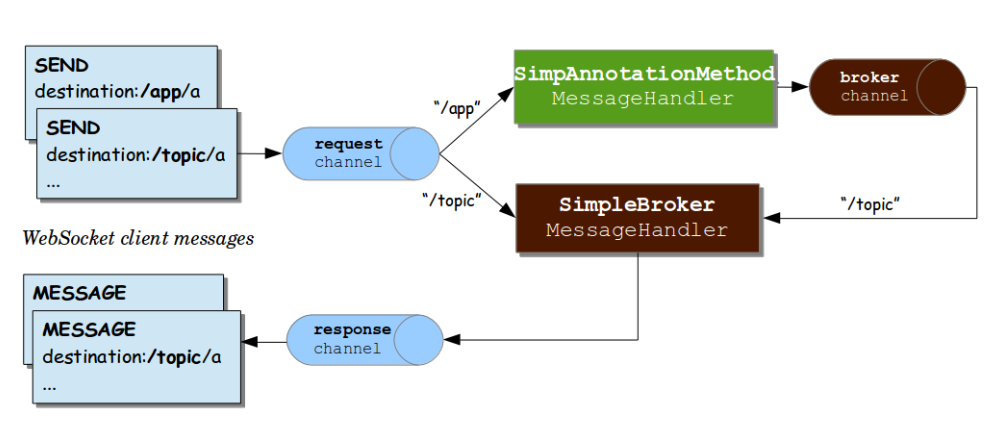 SEND
destination:/app/a
SEND
destination:/topic/a
...
WebSocket client messages
request
channel
“/app”
“/topic”
SimpAnnotationMethod
MessageHandler
broker
channel
SimpleBroker
MessageHandler
“/topic”
MESSAGE
MESSAGE
destination:/topic/a
...
response
channel